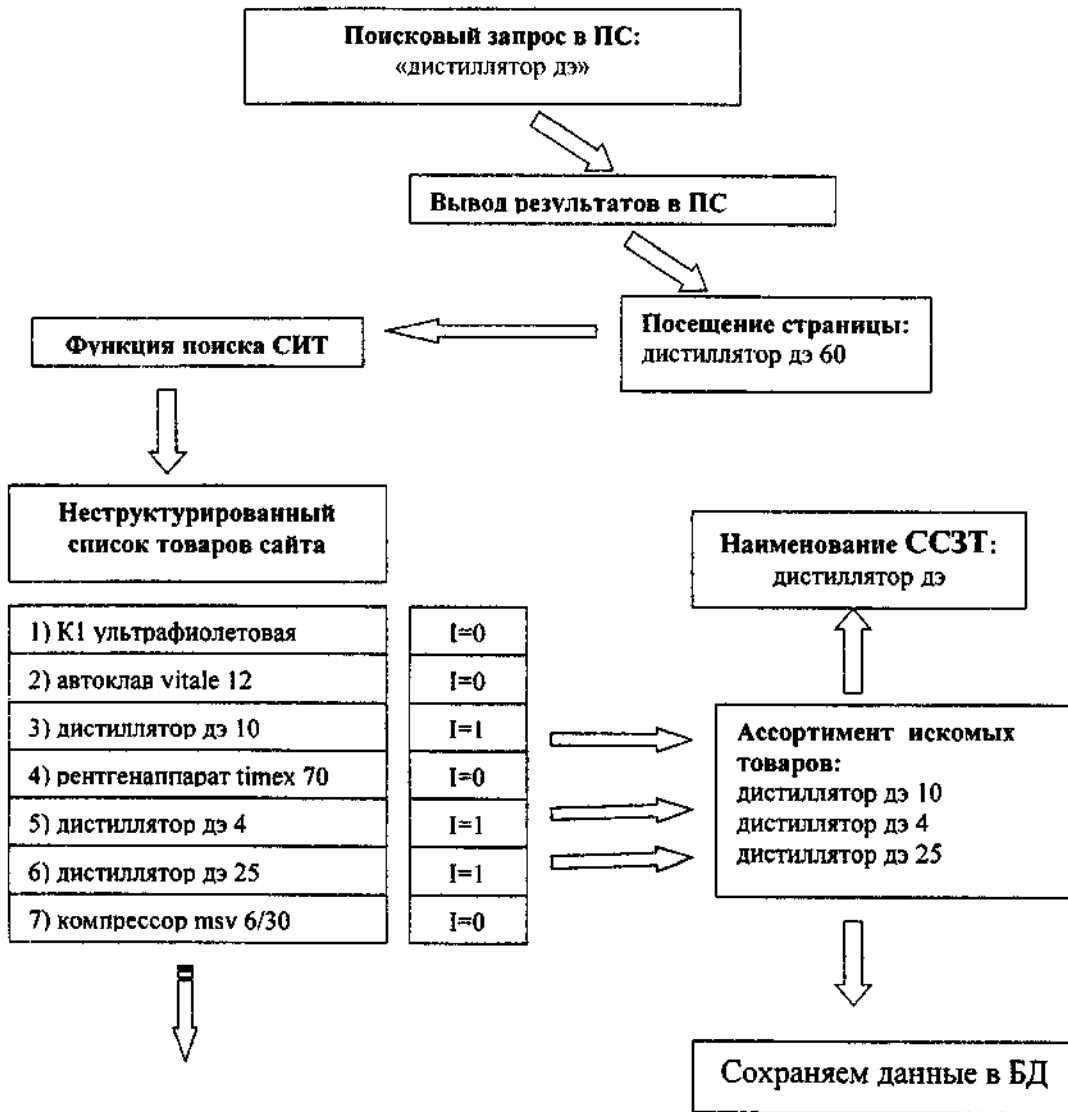 Поисковый запрос в ПС:
«дистиллятор дэ»
Вывод результатов в ПС
Посещение страницы:
дистиллятор дэ 60
Функция поиска СИТ
Неструктурированный
список товаров сайта
1) К1 ультрафиолетовая I=0
2) автоклав vitale 12 I=0
3) дистиллятор дэ 10 I=1
4) рентгенаппарат timex 70 I=0
5) дистиллятор дэ 4 I=1
6) дистиллятор дэ 25 I=1
7) компрессор msv 6/30 I=0
Наименование ССЗТ:
дистиллятор дэ
Ассортимент искомых
товаров:
дистиллятор дэ 10
дистиллятор дэ 4
дистиллятор дэ 25
Сохраняем данные в БД